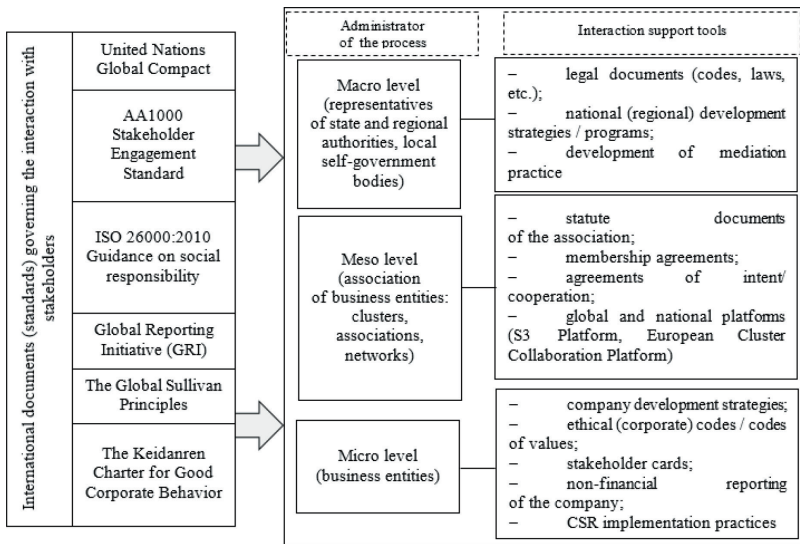 International documents (standards) governing the interaction with
stakeholders
United Nations
Global Compact
AA1000
Stakeholder
Engagement
Standard
ISO 26000:2010
Guidance on social
responsibility
Global Reporting
Initiative (GRI)
The Global Sullivan
Principles
The Keidanren
Charter for Good
Corporate Behavior
Administrator
of the process
Interaction support tools
Macro level
(representatives
of state and regional
authorities, local
self-government
bodies)
– legal documents (codes, laws,
etc.);
– national (regional) development
strategies / programs;
– development of mediation
practice
Meso level
(association
of business entities:
clusters,
associations,
networks)
– statute documents
of the association;
– membership agreements;
– agreements of intent/
cooperation;
– global and national platforms
(S3 Platform, European Cluster
Collaboration Platform)
Micro level
(business entities)
– company development strategies;
– ethical (corporate) codes / codes
of values;
– stakeholder cards;
– non-financial reporting
of the company;
– CSR implementation practices